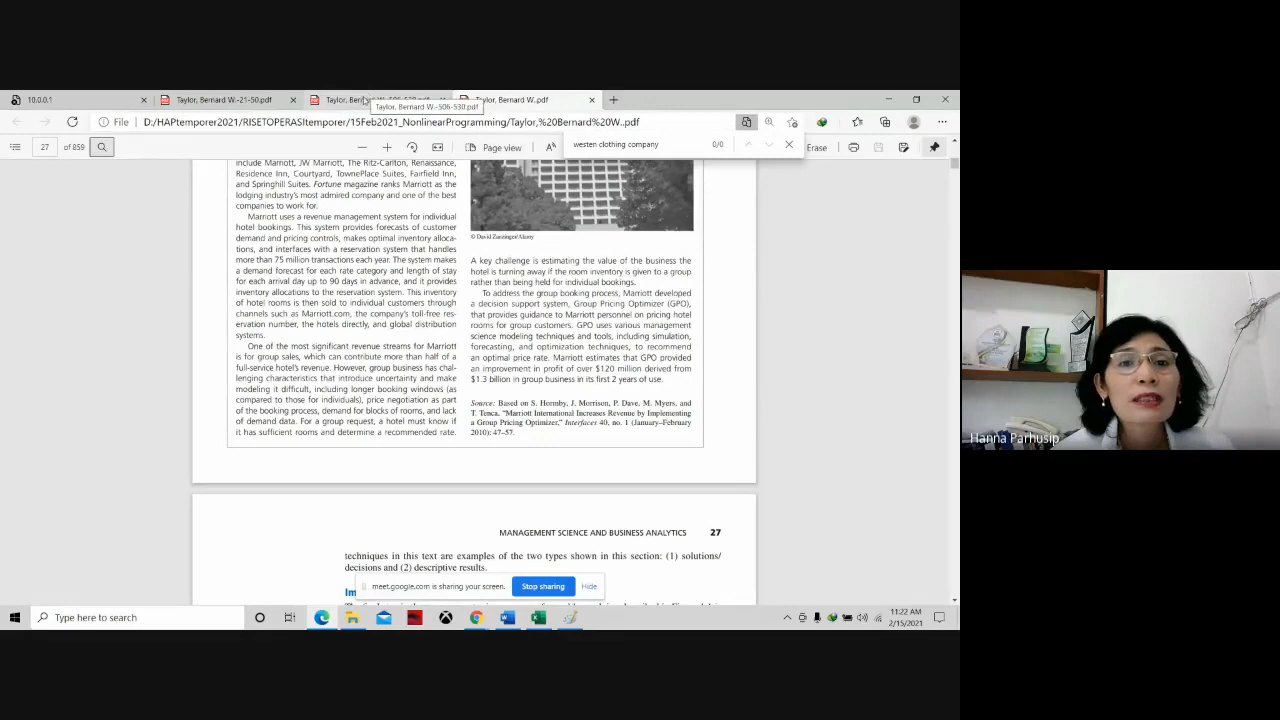 10.0.0.1
Taylor, Bernard W.-21-50.pdf
Taylor, Bernard W.-506-530.pdf
Taylor, Bernard W..pdf
Taylor, Bernard W.-506-530.pdf
File
D:/HAPtemporer2021/RISETOPERASItemporer/15Feb2021_NonlinearProgramming/Taylor,%20Bernard%20W..pdf
westen clothing company
0/0
27
of 859
Page view
Erase
include Marriott, JW Marriott, The Ritz-Carlton, Renaissance,
Residence Inn, Courtyard, TownePlace Suites, Fairfield Inn,
and Springhill Suites. Fortune magazine ranks Marriott as the
lodging industry's most admired company and one of the best
companies to work for.
Marriott uses a revenue management system for individual
hotel bookings. This system provides forecasts of customer
demand and pricing controls, makes optimal inventory alloca-
tions, and interfaces with a reservation system that handles
more than 75 million transactions each year. The system makes
a demand forecast for each rate category and length of stay
for each arrival day up to 90 days in advance, and it provides
inventory allocations to the reservation system. This inventory
of hotel rooms is then sold to individual customers through
channels such as Marriott.com, the company's toll-free res-
ervation number, the hotels directly, and global distribution
systems.
One of the most significant revenue streams for Marriott
is for group sales, which can contribute more than half of a
full-service hotel's revenue. However, group business has chal-
lenging characteristics that introduce uncertainty and make
modeling it difficult, including longer booking windows (as
compared to those for individuals), price negotiation as part
of the booking process, demand for blocks of rooms, and lack
of demand data. For a group request, a hotel must know if
it has sufficient rooms and determine a recommended rate.
© David Zanzinger/Alamy
A key challenge is estimating the value of the business the
hotel is turning away if the room inventory is given to a group
rather than being held for individual bookings.
To address the group booking process, Marriott developed
a decision support system, Group Pricing Optimizer (GPO),
that provides guidance to Marriott personnel on pricing hotel
rooms for group customers. GPO uses various management
science modeling techniques and tools, including simulation,
forecasting, and optimization techniques, to recommend
an optimal price rate. Marriott estimates that GPO provided
an improvement in profit of over $120 million derived from
$1.3 billion in group business in its first 2 years of use.
Source: Based on S. Hormby, J. Morrison, P. Dave, M. Myers, and
T. Tenca, "Marriott International Increases Revenue by Implementing
a Group Pricing Optimizer," Interfaces 40, no. 1 (January–February
2010): 47–57.
MANAGEMENT SCIENCE AND BUSINESS ANALYTICS 27
techniques in this text are examples of the two types shown in this section: (1) solutions/
decisions and (2) descriptive results.
meet.google.com is sharing your screen.
Stop sharing
Hide
Type here to search
11:22 AM
2/15/2021
Hanna Parhusip